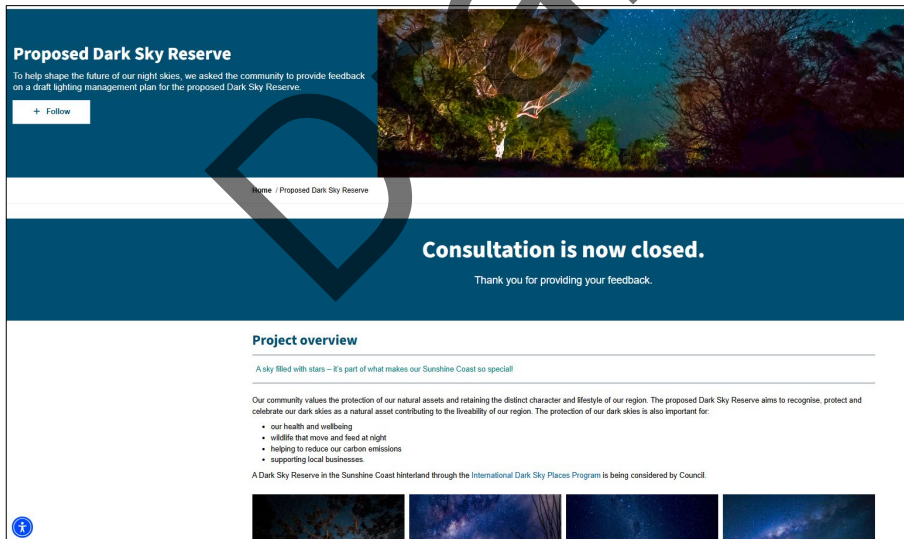 Proposed Dark Sky Reserve
To help shape the future of our night skies, we asked the community to provide feedback
on a draft lighting management plan for the proposed Dark Sky Reserve.
+ Follow
Home / Proposed Dark Sky Reserve
Consultation is now closed.
Thank you for providing your feedback.
Project overview
A sky filled with stars – it's part of what makes our Sunshine Coast so special!
Our community values the protection of our natural assets and retaining the distinct character and lifestyle of our region. The proposed Dark Sky Reserve aims to recognise, protect and
celebrate our dark skies as a natural asset contributing to the liveability of our region. The protection of our dark skies is also important for:
• our health and wellbeing
• wildlife that move and feed at night
• helping to reduce our carbon emissions
• supporting local businesses.
A Dark Sky Reserve in the Sunshine Coast hinterland through the International Dark Sky Places Program is being considered by Council.